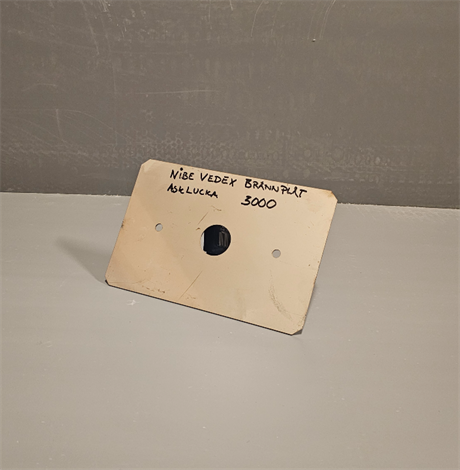 NIBE VEDEX BRÄNNPLÅT
ASKLUCKA 3000